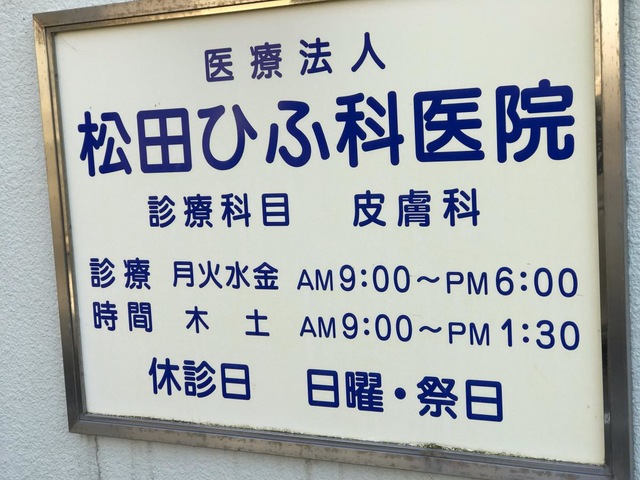 医療法人
松田ひふ科医院
診療科目 皮膚科
診療 月火水金 AM9:00～PM6:00
時間 木 土 AM9:00～PM1:30
休診日 日曜・祭日